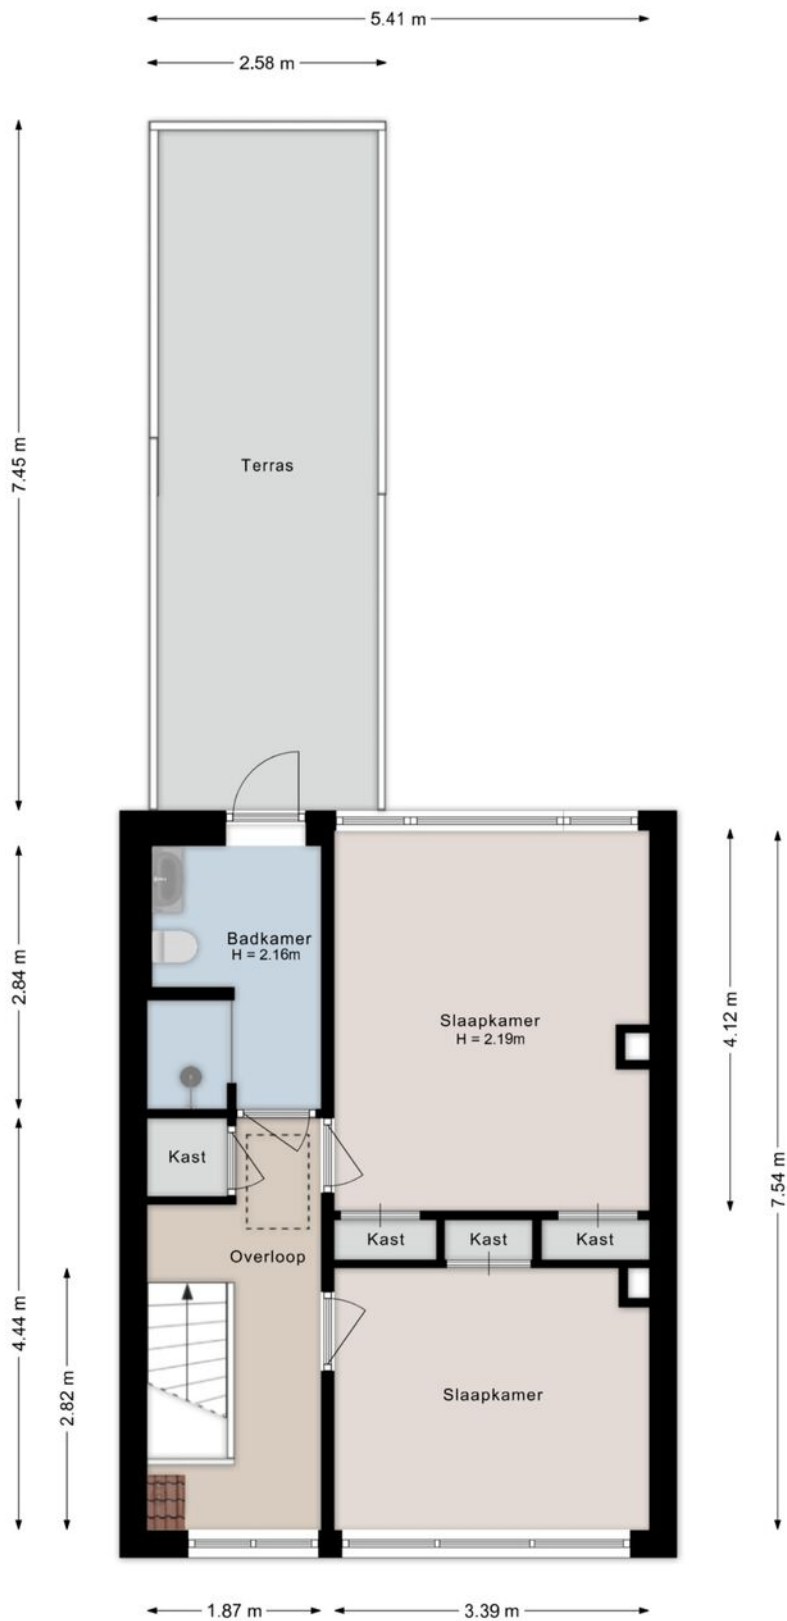 5.41 m
2.58 m
7.45 m
Terras
2.84 m
Badkamer
H = 2.16m
Slaapkamer
H = 2.19m
4.12 m
7.54 m
Kast
Kast
Kast
Kast
Overloop
4.44 m
2.82 m
Slaapkamer
1.87 m
3.39 m